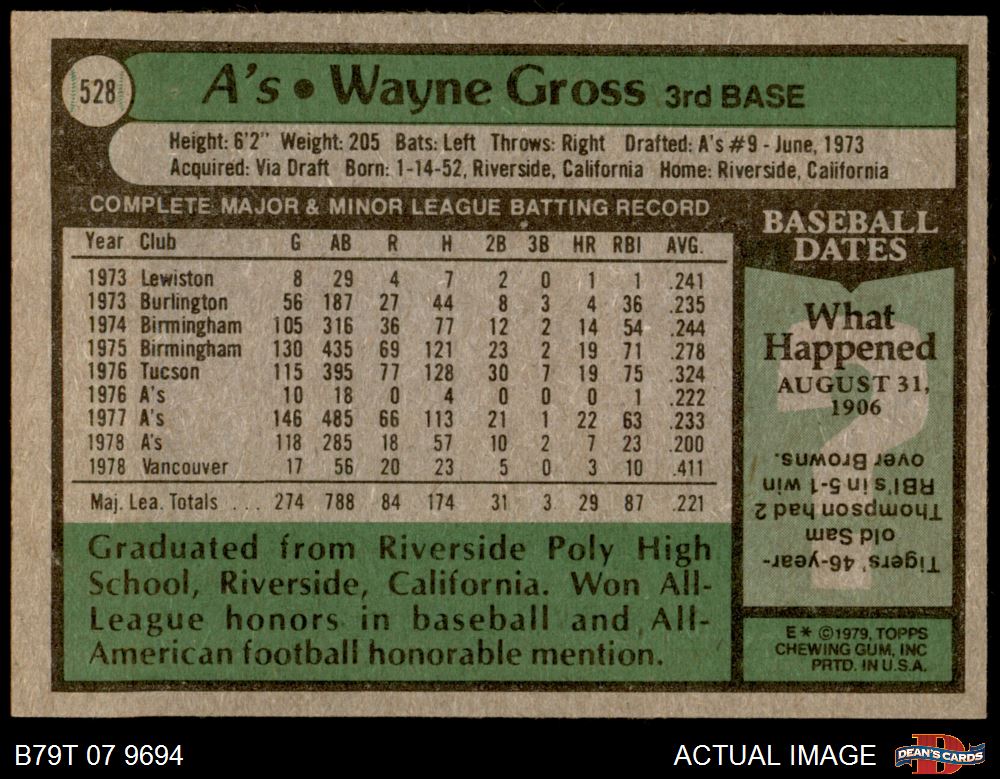 528
A's • Wayne Gross 3rd BASE
Height: 6'2" Weight: 205 Bats: Left Throws: Right Drafted: A's #9 - June, 1973
Acquired: Via Draft Born: 1-14-52, Riverside, California Home: Riverside, California
COMPLETE MAJOR & MINOR LEAGUE BATTING RECORD
Year Club G AB R H 2B 3B HR RBI AVG.
1973 Lewiston 8 29 4 7 2 0 1 1 .241
1973 Burlington 56 187 27 44 8 3 4 36 .235
1974 Birmingham 105 316 36 77 12 2 14 54 .244
1975 Birmingham 130 435 69 121 23 2 19 71 .278
1976 Tucson 115 395 77 128 30 7 19 75 .324
1976 A's 10 18 0 4 0 0 0 1 .222
1977 A's 146 485 66 113 21 1 22 63 .233
1978 A's 118 285 18 57 10 2 7 23 .200
1978 Vancouver 17 56 20 23 5 0 3 10 .411
Maj. Lea. Totals ... 274 788 84 174 31 3 29 87 .221
Graduated from Riverside Poly High
School, Riverside, California. Won All-
League honors in baseball and All-
American football honorable mention.
BASEBALL
DATES
What
Happened
AUGUST 31,
1906
Tigers' 46-year-
old Sam
Thompson had 2
RBI's in 5-1 win
over Browns.
E* ©1979, TOPPS
CHEWING GUM, INC
PRTD. IN U.S.A.
B79T 07 9694
ACTUAL IMAGE
DEAN'S CARDS